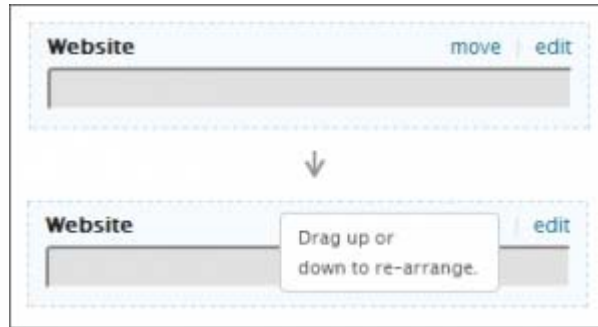 Website move edit
Website edit
Drag up or
down to re-arrange.